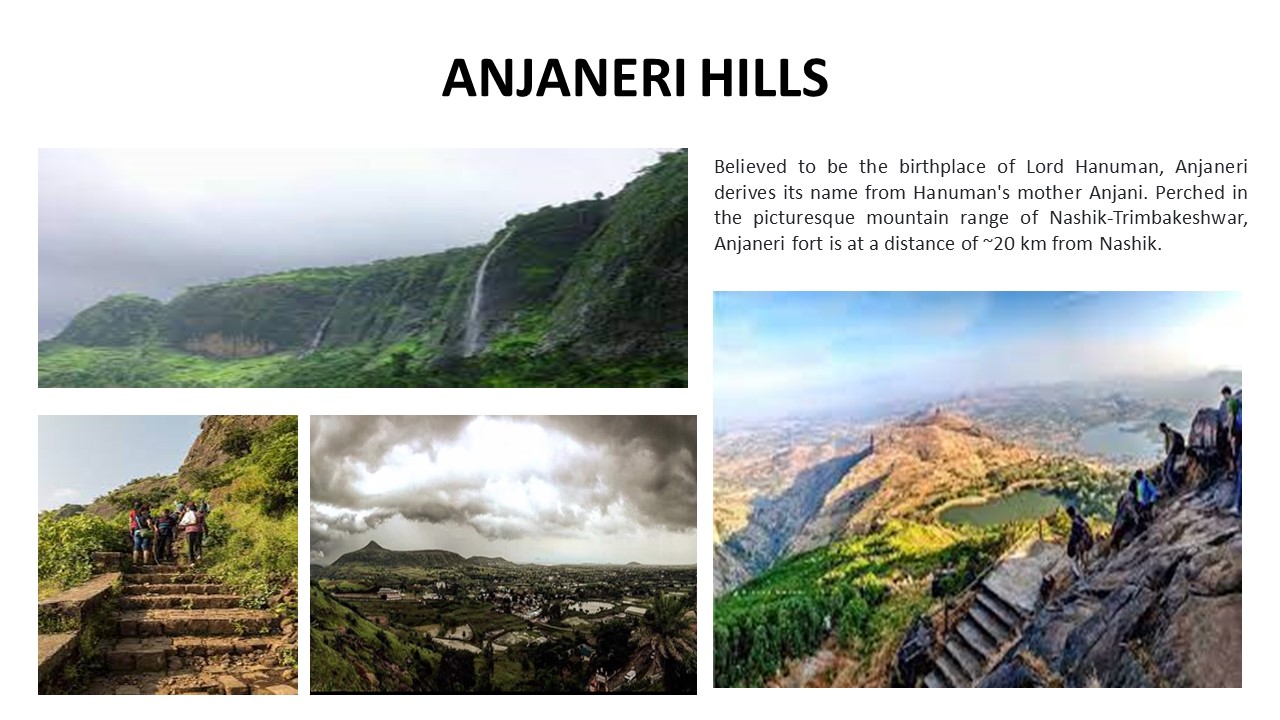 ANJANERI HILLS
Believed to be the birthplace of Lord Hanuman, Anjaneri
derives its name from Hanuman's mother Anjani. Perched in
the picturesque mountain range of Nashik-Trimbakeshwar,
Anjaneri fort is at a distance of ~20 km from Nashik.